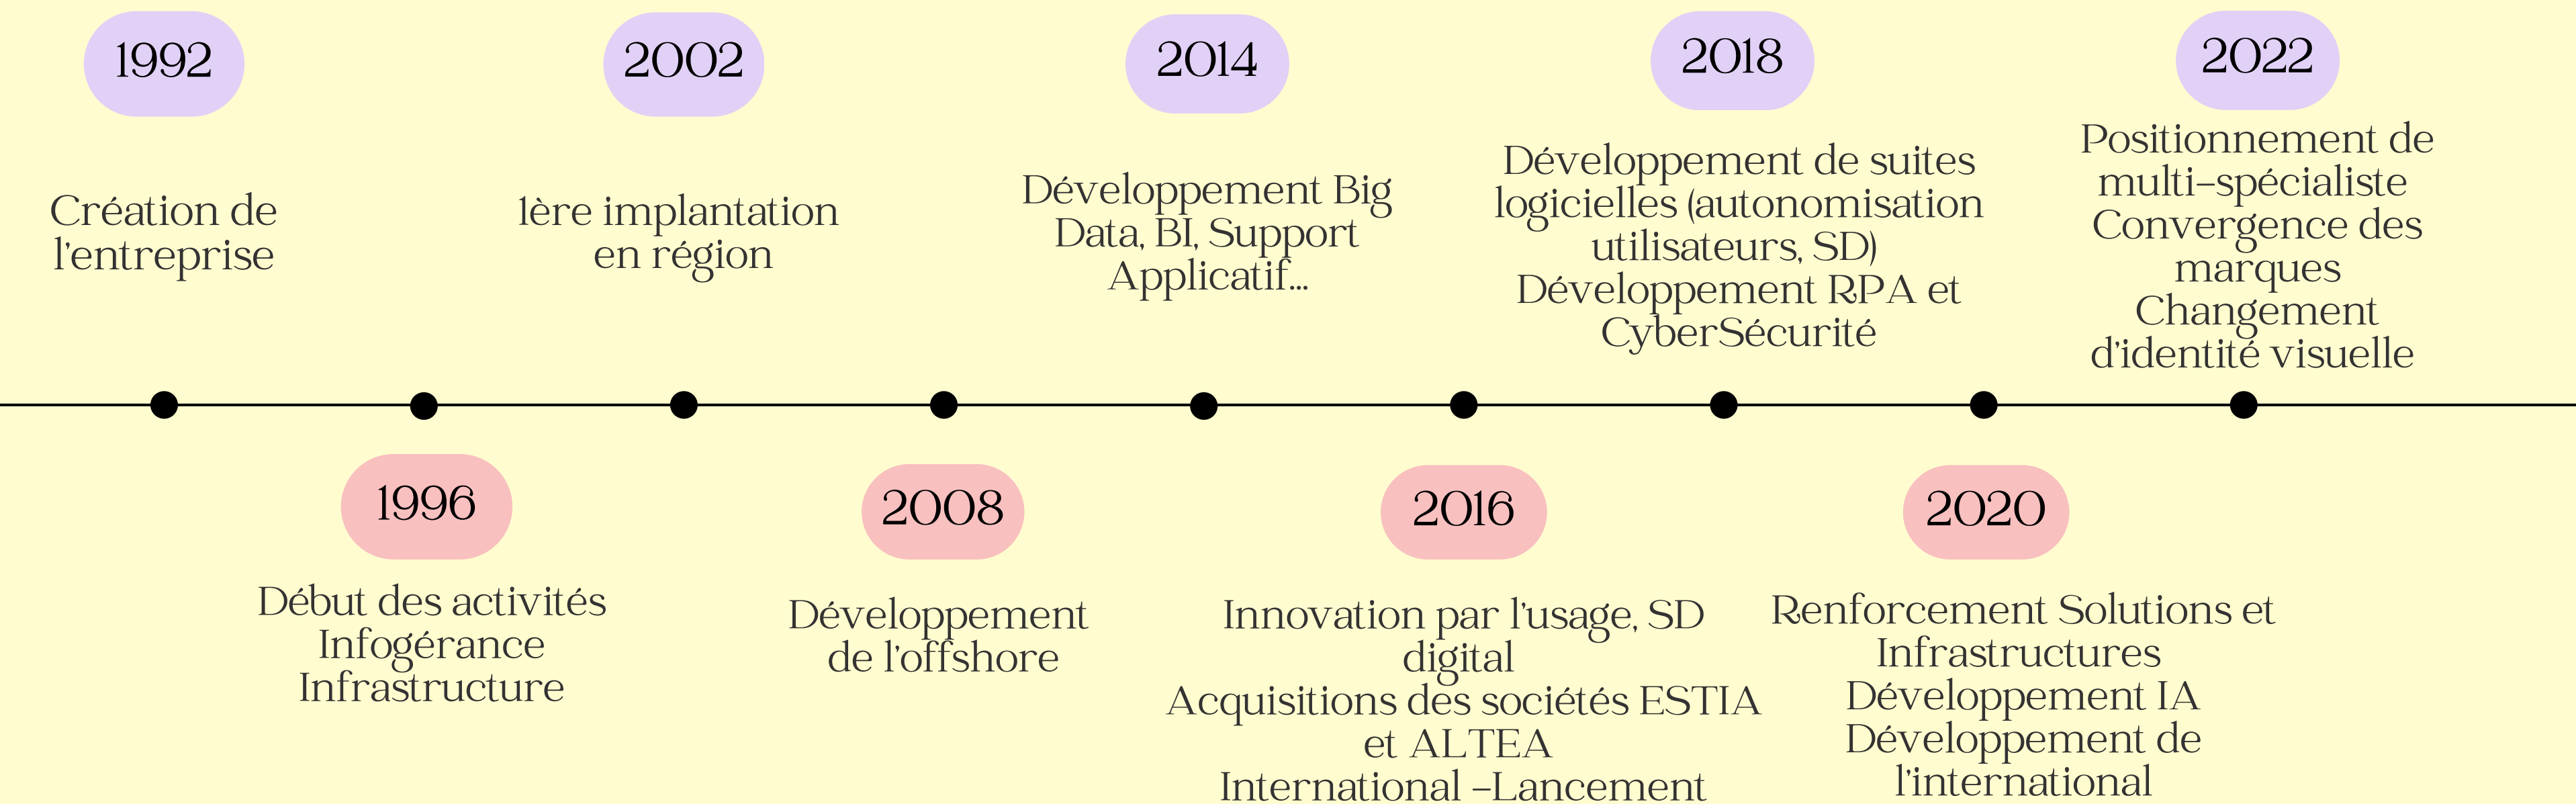 1992
Création de
l'entreprise
1996
Début des activités
Infogérance
Infrastructure
2002
1ère implantation
en région
2008
Développement
de l'offshore
2014
Développement Big
Data, BI, Support
Applicatif...
2016
Innovation par l'usage, SD
digital
Acquisitions des sociétés ESTIA
et ALTEA
International –Lancement
2018
Développement de suites
logicielles (autonomisation
utilisateurs, SD)
Développement RPA et
CyberSécurité
2020
Renforcement Solutions et
Infrastructures
Développement IA
Développement de
l'international
2022
Positionnement de
multi–spécialiste
Convergence des
marques
Changement
d'identité visuelle